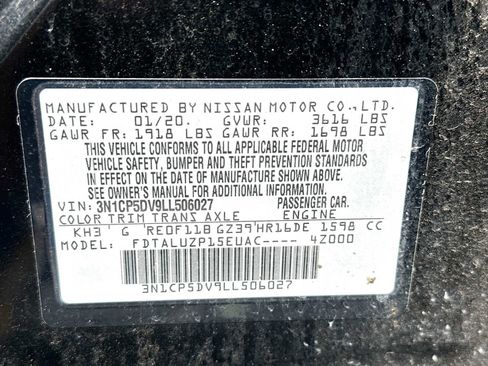 MANUFACTURED BY NISSAN MOTOR CO.,LTD.
DATE: 01/20. GVWR: 3616 LBS
GAWR FR: 1918 LBS GAWR RR: 1698 LBS
THIS VEHICLE CONFORMS TO ALL APPLICABLE FEDERAL MOTOR
VEHICLE SAFETY, BUMPER AND THEFT PREVENTION STANDARDS
IN EFFECT ON THE DATE OF MANUFACTURE SHOWN ABOVE.
SEE OWNER'S MANUAL FOR ADDITIONAL INFORMATION
VIN: 3N1CP5DV9LL506027 PASSENGER CAR.
COLOR TRIM TRANS AXLE ENGINE
KH3' G 'RE0F11B GZ39'HR16DE 1598 CC
MODEL: FDTALUZP15EUAC---- 4Z000
3N1CP5DV9LL506027